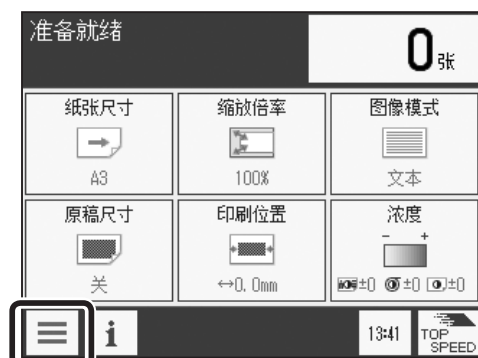 准备就绪
0张
纸张尺寸
缩放倍率
图像模式
A3
100%
文本
原稿尺寸
印刷位置
浓度
- +
关
↔0.0mm
±0 ±0 ±0
i
13:41
TOP
SPEED